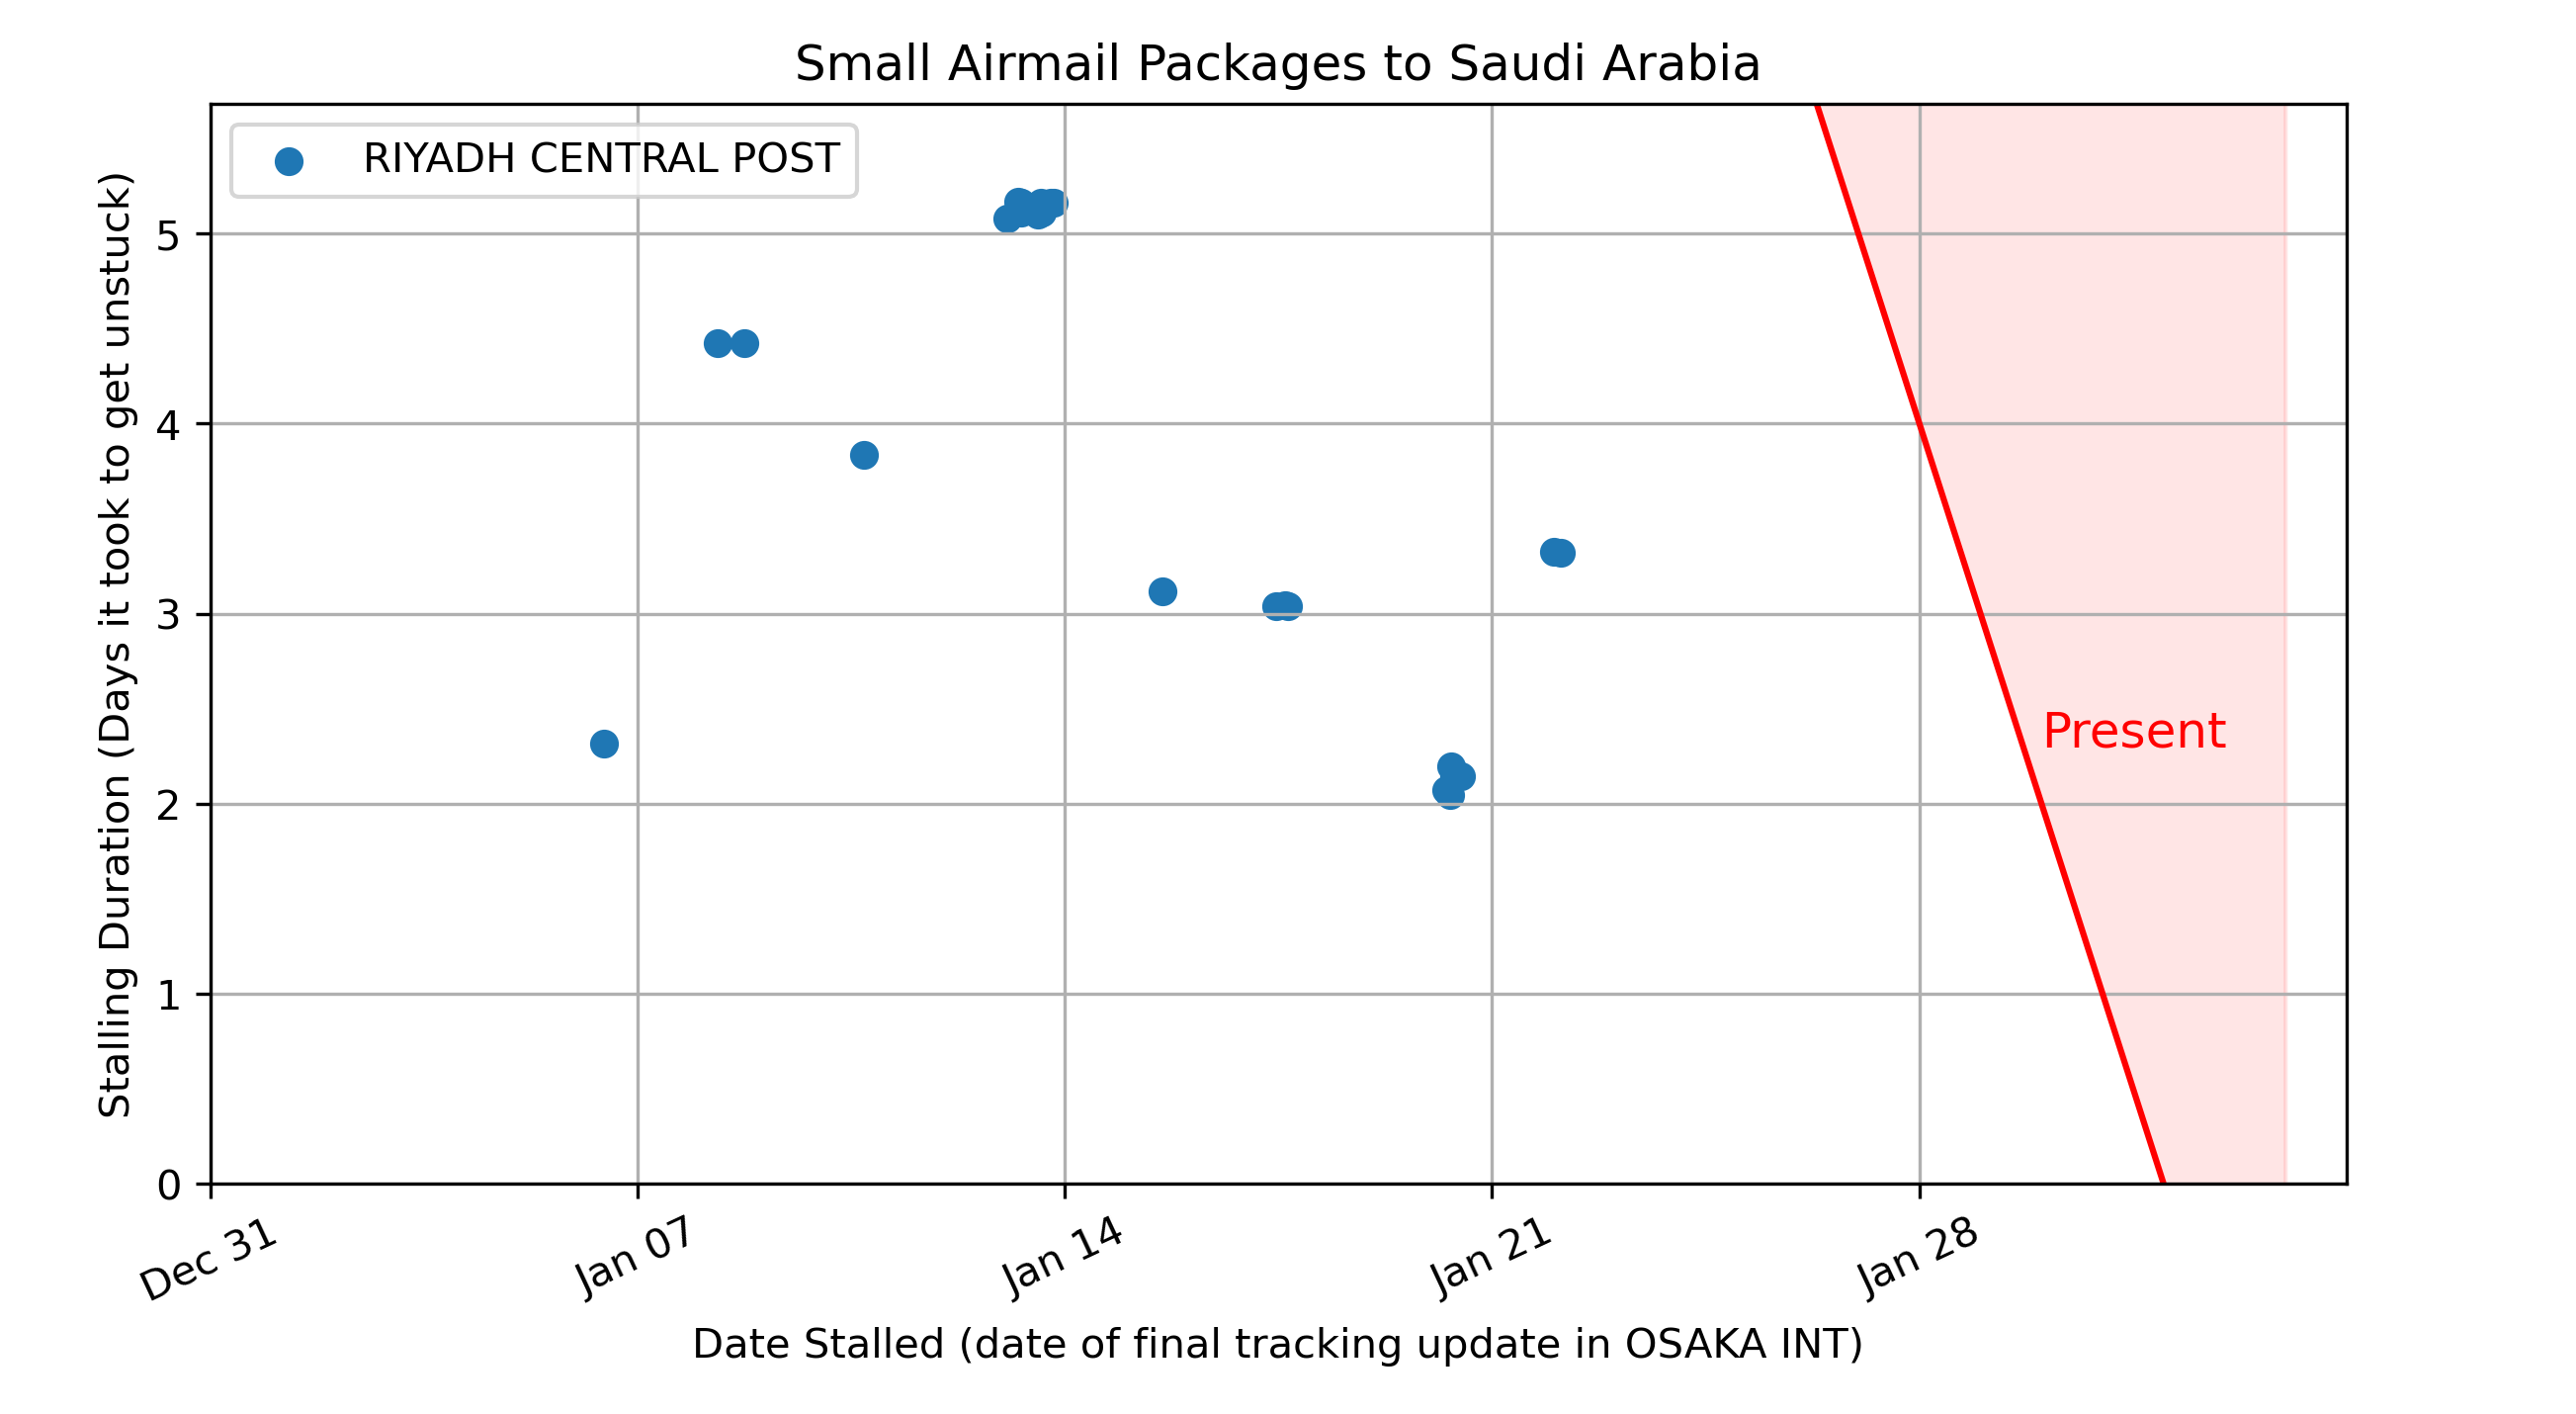 Small Airmail Packages to Saudi Arabia
RIYADH CENTRAL POST
Stalling Duration (Days it took to get unstuck)
5
4
3
2
1
0
Present
Dec 31
Jan 07
Jan 14
Jan 21
Jan 28
Date Stalled (date of final tracking update in OSAKA INT)